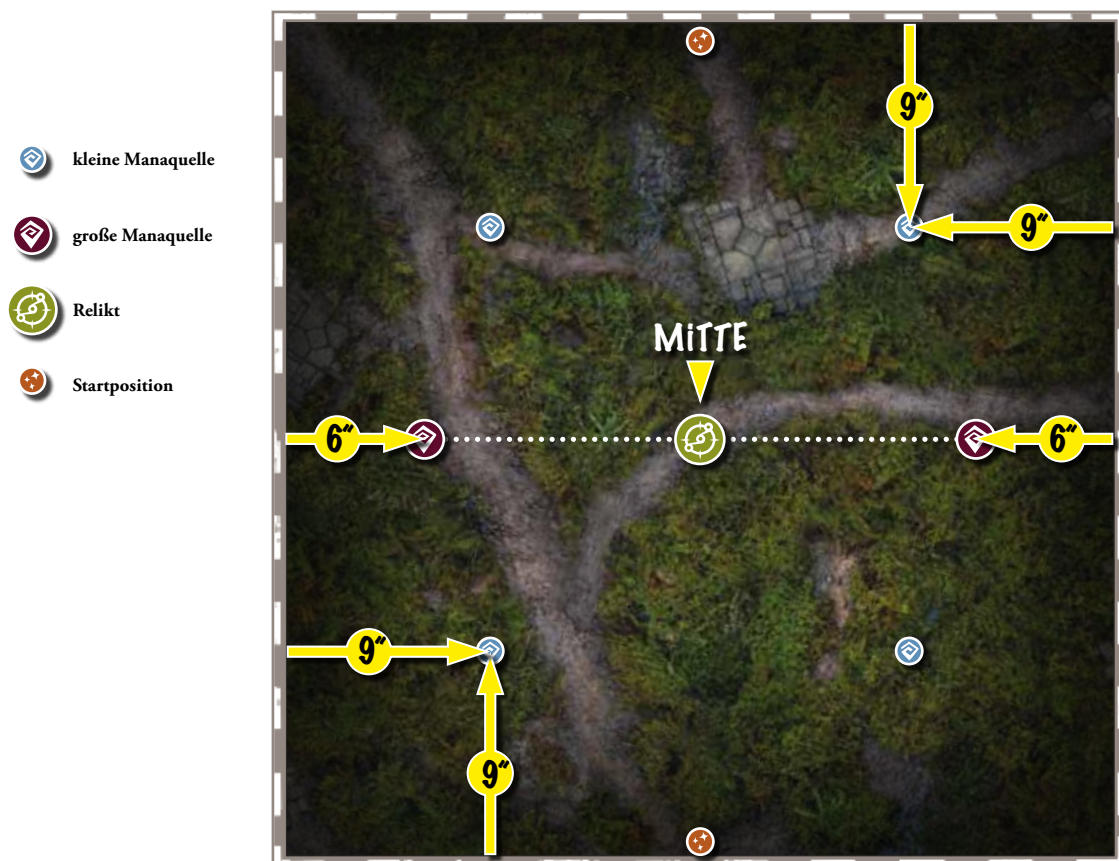 kleine Manaquelle
große Manaquelle
Relikt
Startposition
9"
9"
MiTTE
6"
6"
9"
9"